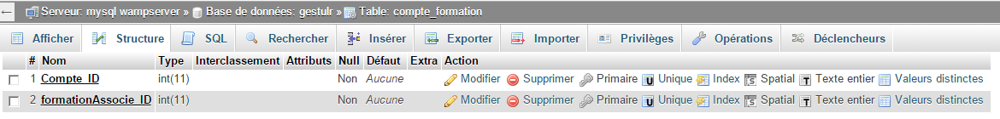 Serveur: mysql wampserver » Base de données: gestulr » Table: compte_formation
Afficher Structure SQL Rechercher Insérer Exporter Importer Privilèges Opérations Déclencheurs
# Nom Type Interclassement Attributs Null Défaut Extra Action
1 Compte_ID int(11) Non Aucune Modifier Supprimer Primaire Unique Index Spatial Texte entier Valeurs distinctes
2 formationAssocie_ID int(11) Non Aucune Modifier Supprimer Primaire Unique Index Spatial Texte entier Valeurs distinctes